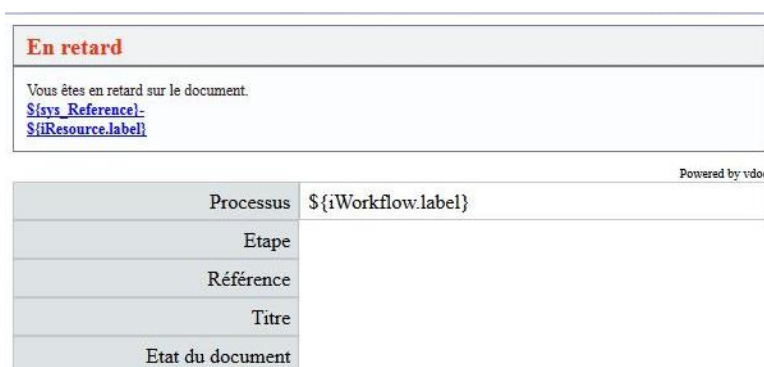 En retard
Vous êtes en retard sur le document.
${sys_Reference}-
${iResource.label}
Powered by
Processus ${iWorkflow.label}
Etape
Référence
Titre
Etat du document